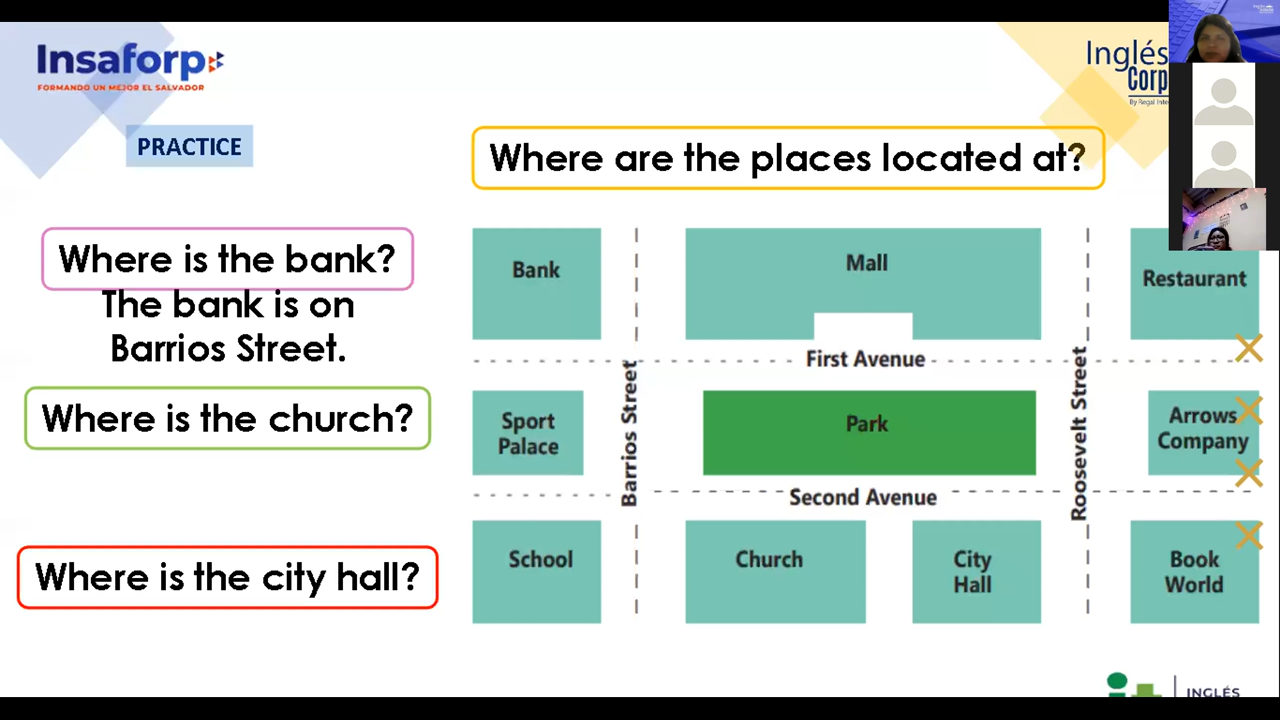 Insaforp
FORMANDO UN MEJOR EL SALVADOR
Inglés
Corp
PRACTICE
Where are the places located at?
Where is the bank?
The bank is on
Barrios Street.
Where is the church?
Where is the city hall?
Bank
Mall
Restaurant
First Avenue
Barrios Street
Roosevelt Street
Sport
Palace
Park
Arrows
Company
Second Avenue
School
Church
City
Hall
Book
World
INGLÉS